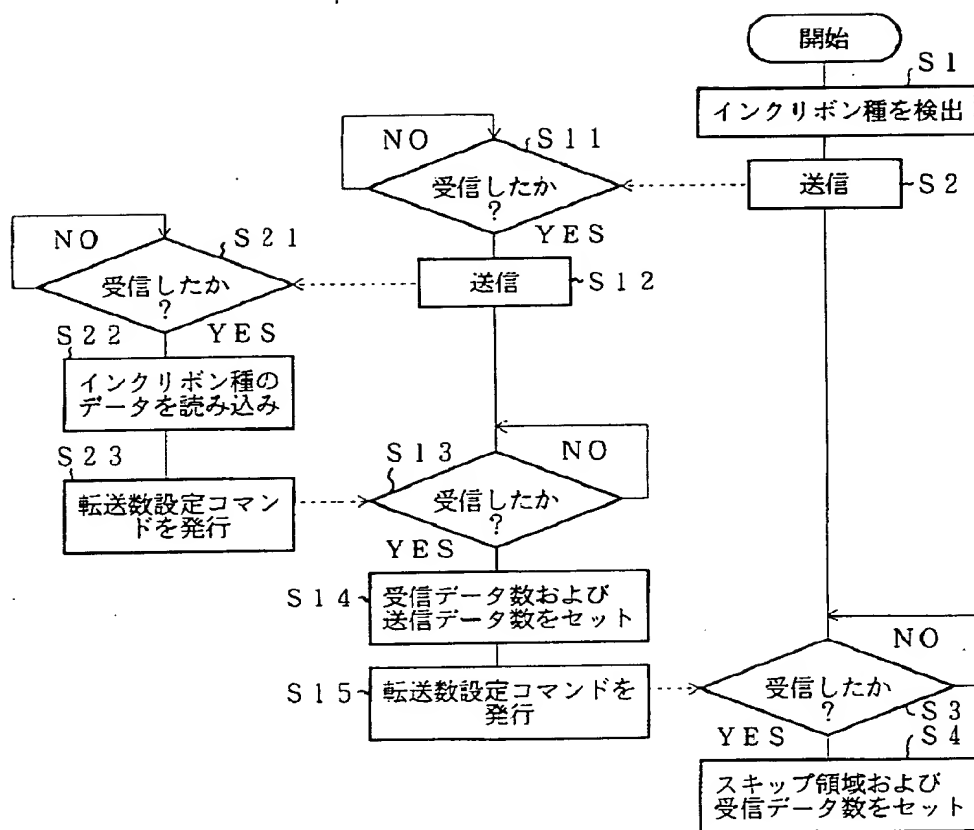 開始
S1
インクリボン種を検出
NO
S11
受信したか
?
送信
S2
YES
NO
S21
受信したか
?
送信
S12
S22
YES
インクリボン種の
データを読み込み
S23
S13
NO
転送数設定コマン
ドを発行
受信したか
?
YES
S14
受信データ数および
送信データ数をセット
NO
S15
転送数設定コマンドを
発行
受信したか
?
S3
YES
S4
スキップ領域および
受信データ数をセット